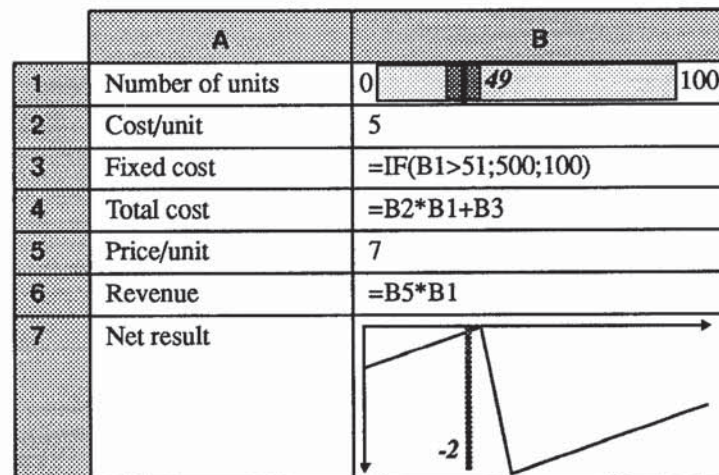 A B
1 Number of units 0 49 100
2 Cost/unit 5
3 Fixed cost =IF(B1>51;500;100)
4 Total cost =B2*B1+B3
5 Price/unit 7
6 Revenue =B5*B1
7 Net result
-2